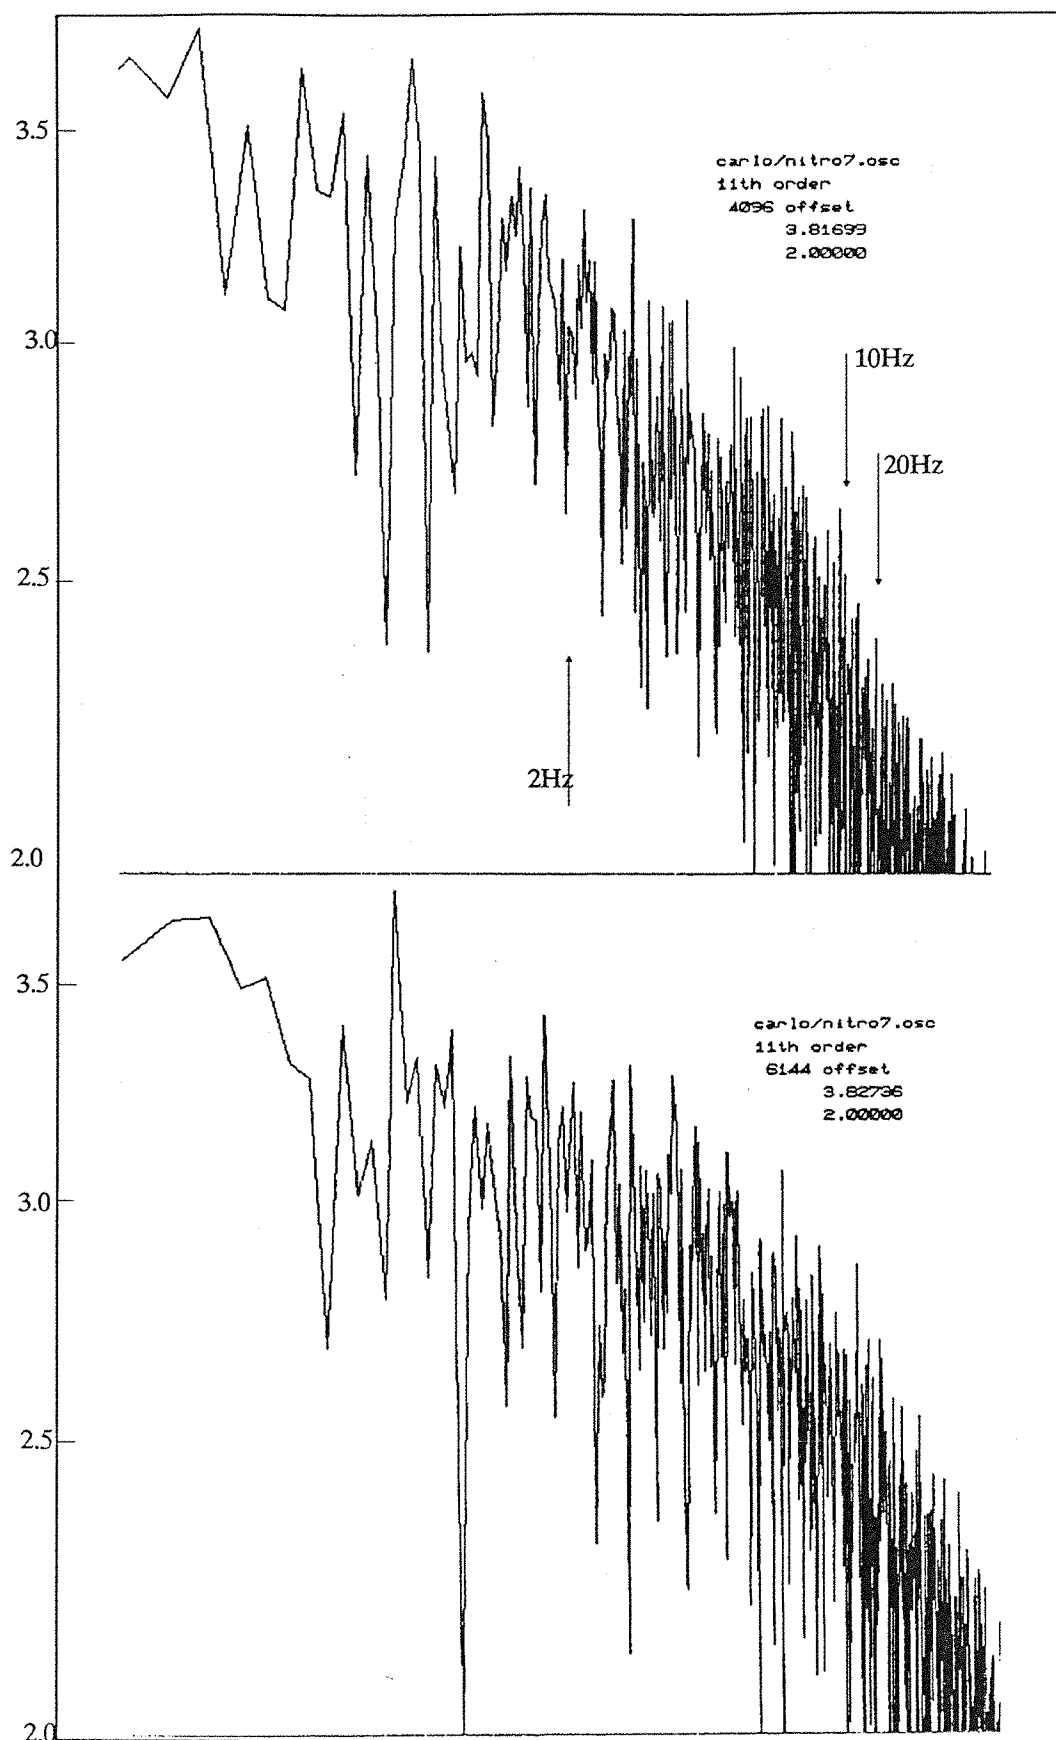 3.5
carlo/nitro7.osc
11th order
4096 offset
3.81699
2.00000
3.0
10Hz
20Hz
2.5
2Hz
2.0
3.5
carlo/nitro7.osc
11th order
6144 offset
3.82736
2.00000
3.0
2.5
2.0